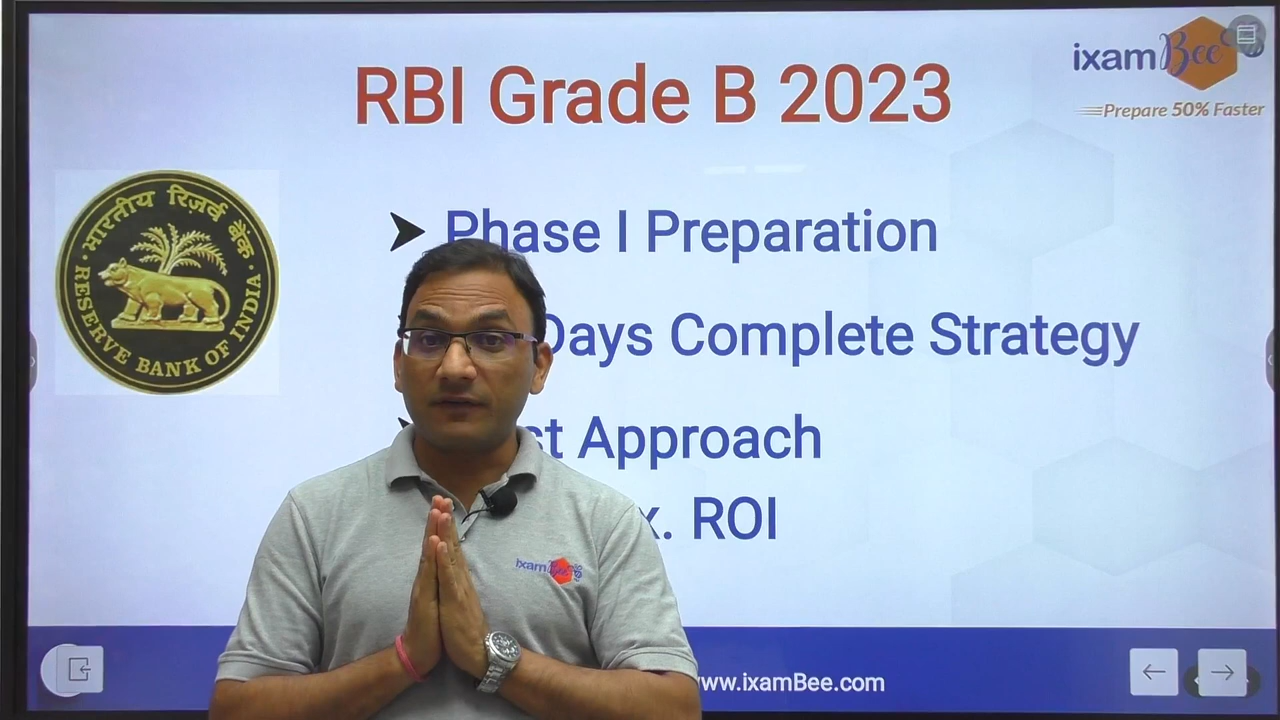 ixamBee
Prepare 50% Faster
RBI Grade B 2023
भारतीय रिज़र्व बैंक
RESERVE BANK OF INDIA
Phase I Preparation
Days Complete Strategy
Approach
ROI
ixamBee
www.ixamBee.com